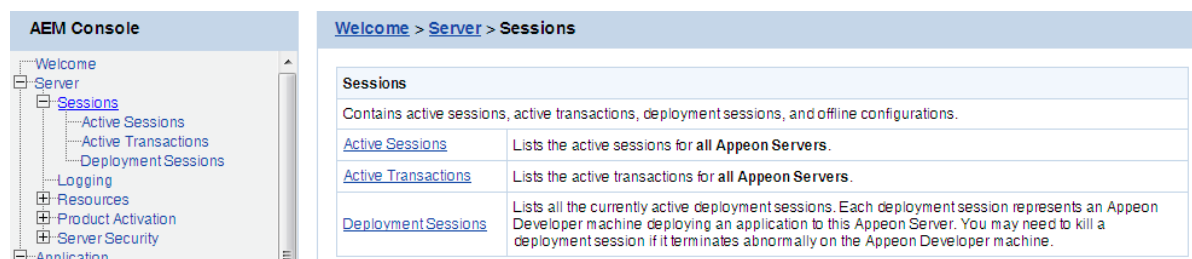 AEM Console
Welcome
Server
Sessions
Active Sessions
Active Transactions
Deployment Sessions
Logging
Resources
Product Activation
Server Security
Application
Welcome > Server > Sessions
Sessions
Contains active sessions, active transactions, deployment sessions, and offline configurations.
Active Sessions Lists the active sessions for all Appeon Servers.
Active Transactions Lists the active transactions for all Appeon Servers.
Deployment Sessions Lists all the currently active deployment sessions. Each deployment session represents an Appeon
Developer machine deploying an application to this Appeon Server. You may need to kill a
deployment session if it terminates abnormally on the Appeon Developer machine.